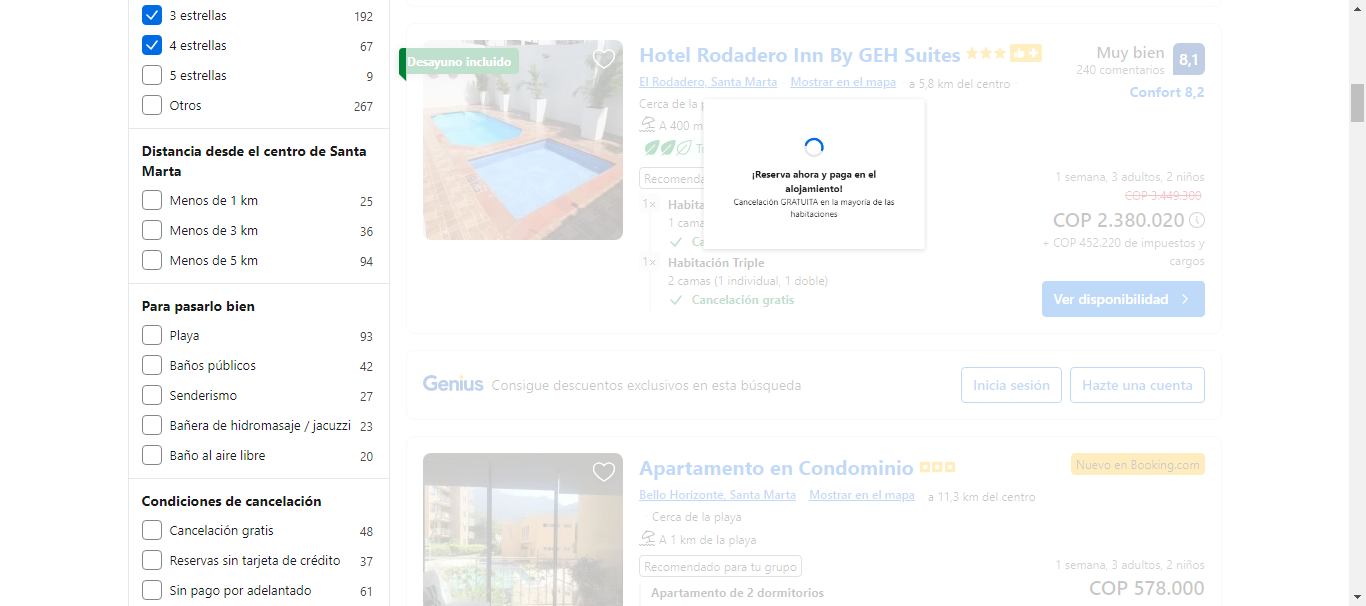 3 estrellas 192
4 estrellas 67
5 estrellas 9
Otros 267
Distancia desde el centro de Santa
Marta
Menos de 1 km 25
Menos de 3 km 36
Menos de 5 km 94
Para pasarlo bien
Playa 93
Baños públicos 42
Senderismo 27
Bañera de hidromasaje / jacuzzi 23
Baño al aire libre 20
Condiciones de cancelación
Cancelación gratis 48
Reservas sin tarjeta de crédito 37
Sin pago por adelantado 61
Desayuno incluido
Hotel Rodadero Inn By GEH Suites
Muy bien 8,1
240 comentarios
El Rodadero, Santa Marta Mostrar en el mapa a 5,8 km del centro
Confort 8,2
Cerca de la
A 400 m
¡Reserva ahora y paga en el
alojamiento!
Cancelación GRATUITA en la mayoría de las
habitaciones
1 semana, 3 adultos, 2 niños
COP 3.449.300
COP 2.380.020
+ COP 452.220 de impuestos y
cargos
Ver disponibilidad
1×
1 cama
1× Habitación Triple
2 camas (1 individual, 1 doble)
Cancelación gratis
Genius Consigue descuentos exclusivos en esta búsqueda
Inicia sesión Hazte una cuenta
Apartamento en Condominio
Nuevo en Booking.com
Bello Horizonte, Santa Marta Mostrar en el mapa a 11,3 km del centro
Cerca de la playa
A 1 km de la playa
Recomendado para tu grupo
Apartamento de 2 dormitorios
1 semana, 3 adultos, 2 niños
COP 578.000